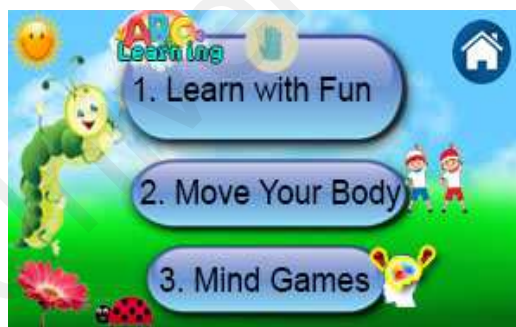 ABC
Learning
1. Learn with Fun
2. Move Your Body
3. Mind Games